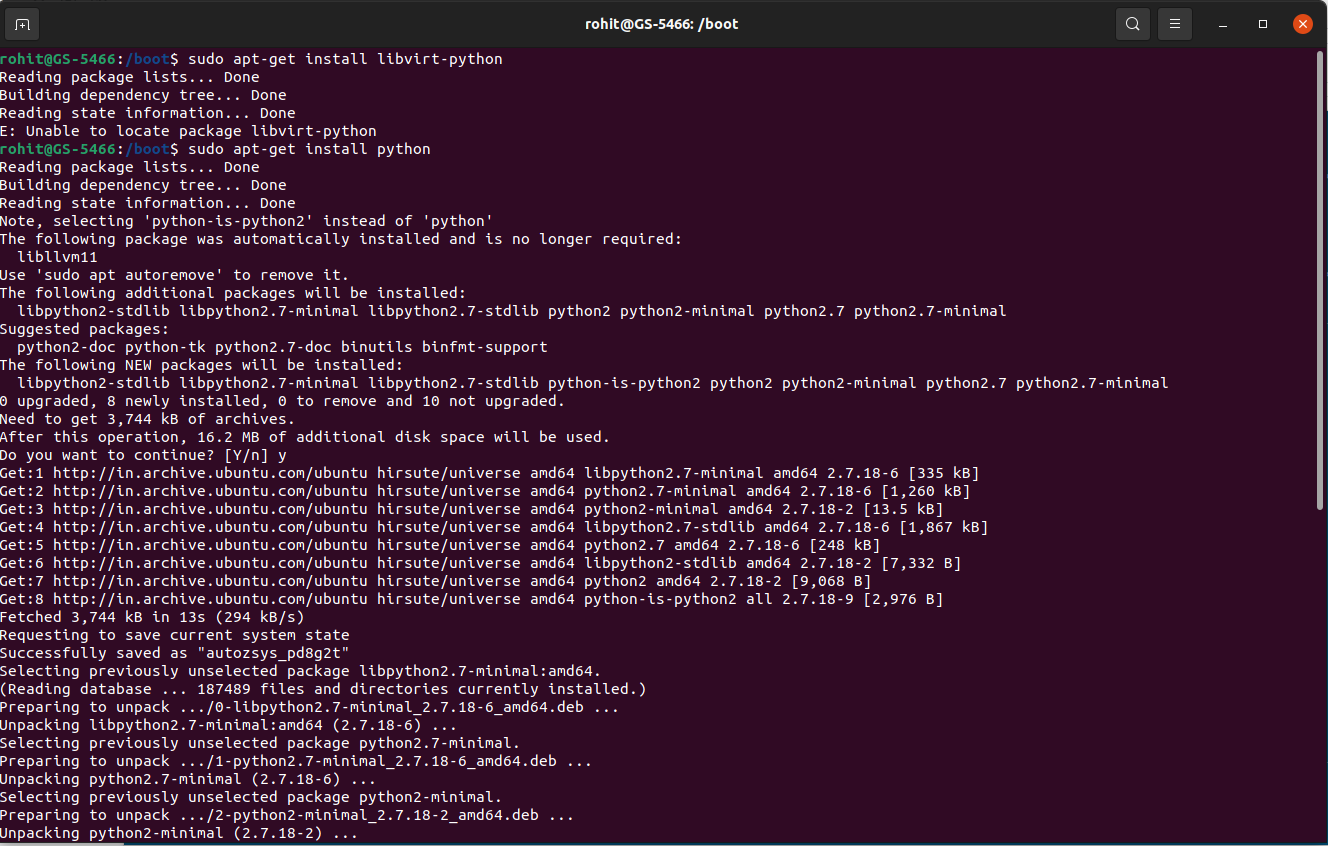 rohit@GS-5466: /boot
rohit@GS-5466:/boot$ sudo apt-get install libvirt-python
Reading package lists... Done
Building dependency tree... Done
Reading state information... Done
E: Unable to locate package libvirt-python
rohit@GS-5466:/boot$ sudo apt-get install python
Reading package lists... Done
Building dependency tree... Done
Reading state information... Done
Note, selecting 'python-is-python2' instead of 'python'
The following package was automatically installed and is no longer required:
  libllvm11
Use 'sudo apt autoremove' to remove it.
The following additional packages will be installed:
  libpython2-stdlib libpython2.7-minimal libpython2.7-stdlib python2 python2-minimal python2.7 python2.7-minimal
Suggested packages:
  python2-doc python-tk python2.7-doc binutils binfmt-support
The following NEW packages will be installed:
  libpython2-stdlib libpython2.7-minimal libpython2.7-stdlib python-is-python2 python2 python2-minimal python2.7 python2.7-minimal
0 upgraded, 8 newly installed, 0 to remove and 10 not upgraded.
Need to get 3,744 kB of archives.
After this operation, 16.2 MB of additional disk space will be used.
Do you want to continue? [Y/n] y
Get:1 http://in.archive.ubuntu.com/ubuntu hirsute/universe amd64 libpython2.7-minimal amd64 2.7.18-6 [335 kB]
Get:2 http://in.archive.ubuntu.com/ubuntu hirsute/universe amd64 python2.7-minimal amd64 2.7.18-6 [1,260 kB]
Get:3 http://in.archive.ubuntu.com/ubuntu hirsute/universe amd64 python2-minimal amd64 2.7.18-2 [13.5 kB]
Get:4 http://in.archive.ubuntu.com/ubuntu hirsute/universe amd64 libpython2.7-stdlib amd64 2.7.18-6 [1,867 kB]
Get:5 http://in.archive.ubuntu.com/ubuntu hirsute/universe amd64 python2.7 amd64 2.7.18-6 [248 kB]
Get:6 http://in.archive.ubuntu.com/ubuntu hirsute/universe amd64 libpython2-stdlib amd64 2.7.18-2 [7,332 B]
Get:7 http://in.archive.ubuntu.com/ubuntu hirsute/universe amd64 python2 amd64 2.7.18-2 [9,068 B]
Get:8 http://in.archive.ubuntu.com/ubuntu hirsute/universe amd64 python-is-python2 all 2.7.18-9 [2,976 B]
Fetched 3,744 kB in 13s (294 kB/s)
Requesting to save current system state
Successfully saved as "autozsys_pd8g2t"
Selecting previously unselected package libpython2.7-minimal:amd64.
(Reading database ... 187489 files and directories currently installed.)
Preparing to unpack .../0-libpython2.7-minimal_2.7.18-6_amd64.deb ...
Unpacking libpython2.7-minimal:amd64 (2.7.18-6) ...
Selecting previously unselected package python2.7-minimal.
Preparing to unpack .../1-python2.7-minimal_2.7.18-6_amd64.deb ...
Unpacking python2.7-minimal (2.7.18-6) ...
Selecting previously unselected package python2-minimal.
Preparing to unpack .../2-python2-minimal_2.7.18-2_amd64.deb ...
Unpacking python2-minimal (2.7.18-2) ...